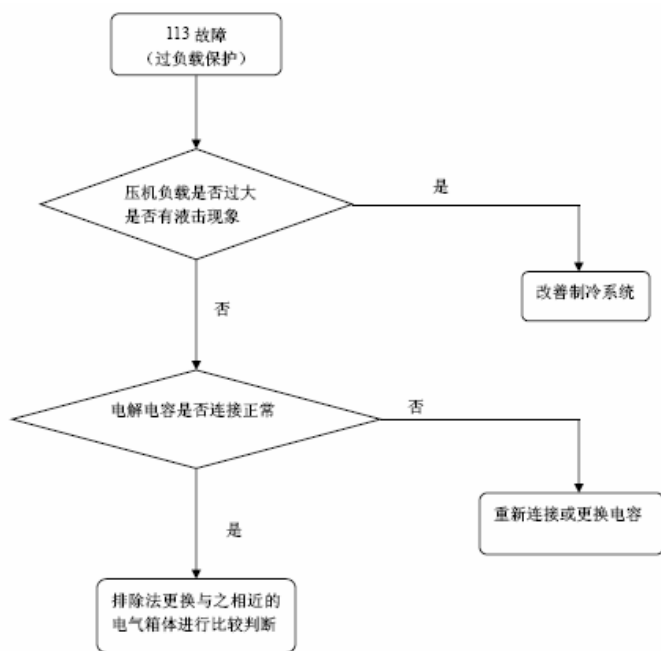 113 故障
（过负载保护）
压机负载是否过大
是否有液击现象
是
改善制冷系统
否
电解电容是否连接正常
否
重新连接或更换电容
是
排除法更换与之相近的
电气箱体进行比较判断